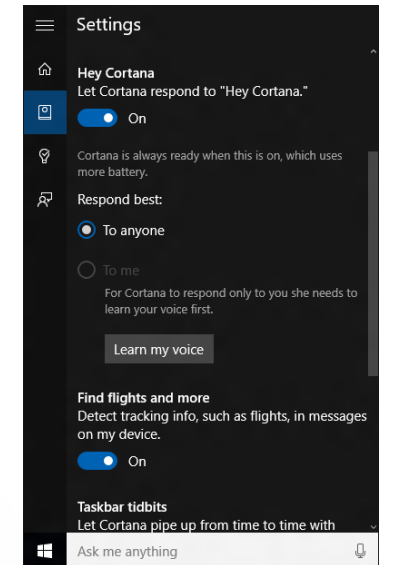 Settings
Hey Cortana
Let Cortana respond to "Hey Cortana."
On
Cortana is always ready when this is on, which uses
more battery.
Respond best:
To anyone
To me
For Cortana to respond only to you she needs to
learn your voice first.
Learn my voice
Find flights and more
Detect tracking info, such as flights, in messages
on my device.
On
Taskbar tidbits
Let Cortana pipe up from time to time with
Ask me anything